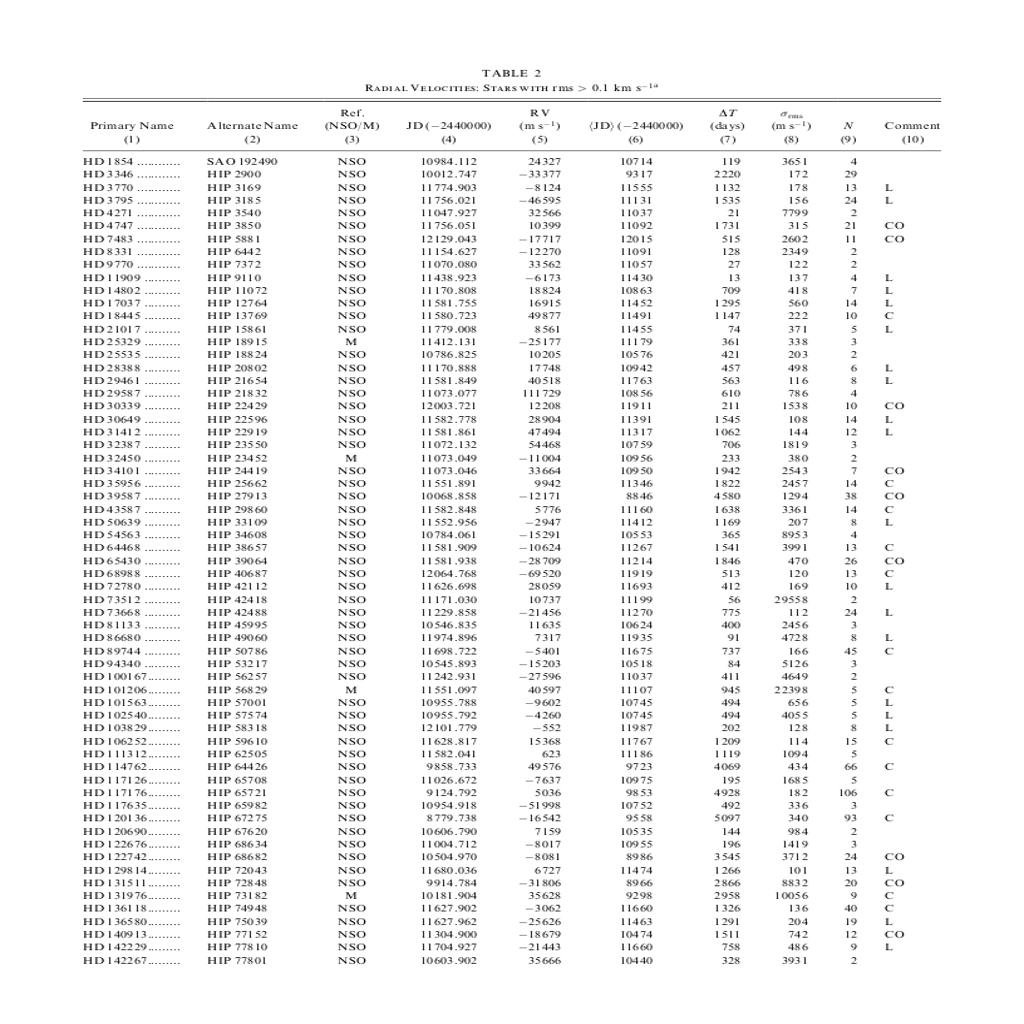 TABLE 2
RADIAL VELOCITIES: STARS WITH rms > 0.1 km s−1a
Ref. RV ΔT σrms
Primary Name Alternate Name (NSO/M) JD (−2440000) (m s−1) ⟨JD⟩ (−2440000) (days) (m s−1) N Comment
(1) (2) (3) (4) (5) (6) (7) (8) (9) (10)
HD 1854 ............ SAO 192490 NSO 10984.112 24327 10714 119 3651 4
HD 3346 ............ HIP 2900 NSO 10012.747 −33377 9317 2220 172 29
HD 3770 ............ HIP 3169 NSO 11774.903 −8124 11555 1132 178 13 L
HD 3795 ............ HIP 3185 NSO 11756.021 −46595 11131 1535 156 24 L
HD 4271 ............ HIP 3540 NSO 11047.927 32566 11037 21 7799 2
HD 4747 ............ HIP 3850 NSO 11756.051 10399 11092 1731 315 21 CO
HD 7483 ............ HIP 5881 NSO 12129.043 −17717 12015 515 2602 11 CO
HD 8331 ............ HIP 6442 NSO 11154.627 −12270 11091 128 2349 2
HD 9770 ............ HIP 7372 NSO 11070.080 33562 11057 27 122 2
HD 11909 .......... HIP 9110 NSO 11438.923 −6173 11430 13 137 4 L
HD 14802 .......... HIP 11072 NSO 11170.808 18824 10863 709 418 7 L
HD 17037 .......... HIP 12764 NSO 11581.755 16915 11452 1295 560 14 L
HD 18445 .......... HIP 13769 NSO 11580.723 49877 11491 1147 222 10 C
HD 21017 .......... HIP 15861 NSO 11779.008 8561 11455 74 371 5 L
HD 25329 .......... HIP 18915 M 11412.131 −25177 11179 361 338 3
HD 25535 .......... HIP 18824 NSO 10786.825 10205 10576 421 203 2
HD 28388 .......... HIP 20802 NSO 11170.888 17748 10942 457 498 6 L
HD 29461 .......... HIP 21654 NSO 11581.849 40518 11763 563 116 8 L
HD 29587 .......... HIP 21832 NSO 11073.077 111729 10856 610 786 4
HD 30339 .......... HIP 22429 NSO 12003.721 12208 11911 211 1538 10 CO
HD 30649 .......... HIP 22596 NSO 11582.778 28904 11391 1545 108 14 L
HD 31412 .......... HIP 22919 NSO 11581.861 47494 11317 1062 144 12 L
HD 32387 .......... HIP 23550 NSO 11072.132 54468 10759 706 1819 3
HD 32450 .......... HIP 23452 M 11073.049 −11004 10956 233 380 2
HD 34101 .......... HIP 24419 NSO 11073.046 33664 10950 1942 2543 7 CO
HD 35956 .......... HIP 25662 NSO 11551.891 9942 11346 1822 2457 14 C
HD 39587 .......... HIP 27913 NSO 10068.858 −12171 8846 4580 1294 38 CO
HD 43587 .......... HIP 29860 NSO 11582.848 5776 11160 1638 3361 14 C
HD 50639 .......... HIP 33109 NSO 11552.956 −2947 11412 1169 207 8 L
HD 54563 .......... HIP 34608 NSO 10784.061 −15291 10553 365 8953 4
HD 64468 .......... HIP 38657 NSO 11581.909 −10624 11267 1541 3991 13 C
HD 65430 .......... HIP 39064 NSO 11581.938 −28709 11214 1846 470 26 CO
HD 68988 .......... HIP 40687 NSO 12064.768 −69520 11919 513 120 13 C
HD 72780 .......... HIP 42112 NSO 11626.698 28059 11693 412 169 10 L
HD 73512 .......... HIP 42418 NSO 11171.030 10737 11199 56 29558 2
HD 73668 .......... HIP 42488 NSO 11229.858 −21456 11270 775 112 24 L
HD 81133 .......... HIP 45995 NSO 10546.835 11635 10624 400 2456 3
HD 86680 .......... HIP 49060 NSO 11974.896 7317 11935 91 4728 8 L
HD 89744 .......... HIP 50786 NSO 11698.722 −5401 11675 737 166 45 C
HD 94340 .......... HIP 53217 NSO 10545.893 −15203 10518 84 5126 3
HD 100167......... HIP 56257 NSO 11242.931 −27596 11037 411 4649 2
HD 101206......... HIP 56829 M 11551.097 40597 11107 945 22398 5 C
HD 101563......... HIP 57001 NSO 10955.788 −9602 10745 494 656 5 L
HD 102540......... HIP 57574 NSO 10955.792 −4260 10745 494 4055 5 L
HD 103829......... HIP 58318 NSO 12101.779 −552 11987 202 128 8 L
HD 106252......... HIP 59610 NSO 11628.817 15368 11767 1209 114 15 C
HD 111312......... HIP 62505 NSO 11582.041 623 11186 1119 1094 5
HD 114762......... HIP 64426 NSO 9858.733 49576 9723 4069 434 66 C
HD 117126......... HIP 65708 NSO 11026.672 −7637 10975 195 1685 5
HD 117176......... HIP 65721 NSO 9124.792 5036 9853 4928 182 106 C
HD 117635......... HIP 65982 NSO 10954.918 −51998 10752 492 336 3
HD 120136......... HIP 67275 NSO 8779.738 −16542 9558 5097 340 93 C
HD 120690......... HIP 67620 NSO 10606.790 7159 10535 144 984 2
HD 122676......... HIP 68634 NSO 11004.712 −8017 10955 196 1419 3
HD 122742......... HIP 68682 NSO 10504.970 −8081 8986 3545 3712 24 CO
HD 129814......... HIP 72043 NSO 11680.036 6727 11474 1266 101 13 L
HD 131511......... HIP 72848 NSO 9914.784 −31806 8966 2866 8832 20 CO
HD 131976......... HIP 73182 M 10181.904 35628 9298 2958 10056 9 C
HD 136118......... HIP 74948 NSO 11627.902 −3062 11660 1326 136 40 C
HD 136580......... HIP 75039 NSO 11627.962 −25626 11463 1291 204 19 L
HD 140913......... HIP 77152 NSO 11304.900 −18679 10474 1511 742 12 CO
HD 142229......... HIP 77810 NSO 11704.927 −21443 11660 758 486 9 L
HD 142267......... HIP 77801 NSO 10603.902 35666 10440 328 3931 2